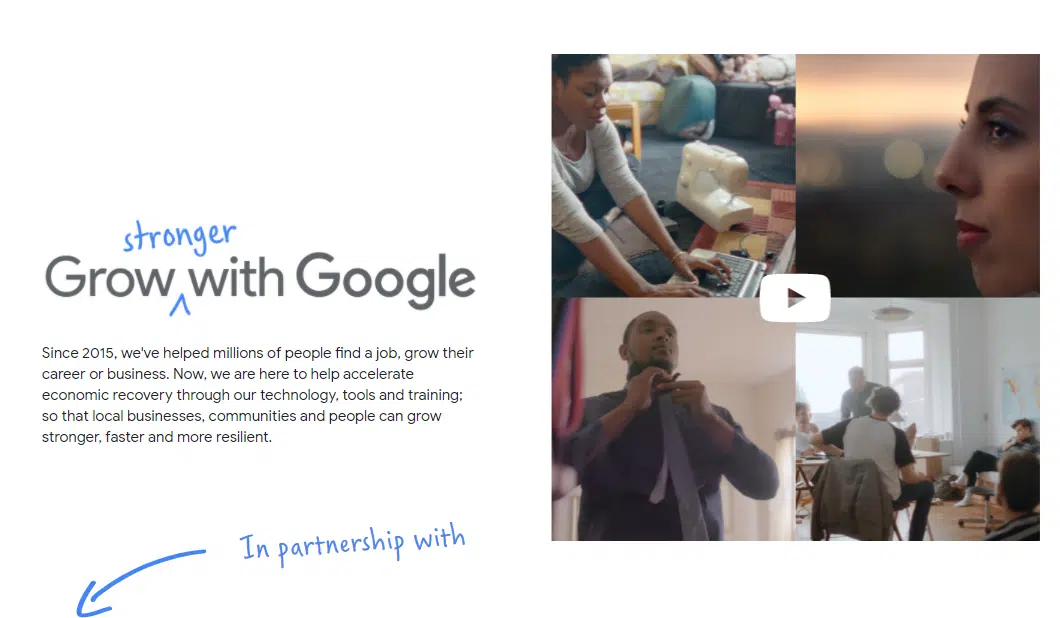 stronger
Grow with Google
Since 2015, we've helped millions of people find a job, grow their
career or business. Now, we are here to help accelerate
economic recovery through our technology, tools and training;
so that local businesses, communities and people can grow
stronger, faster and more resilient.
In partnership with